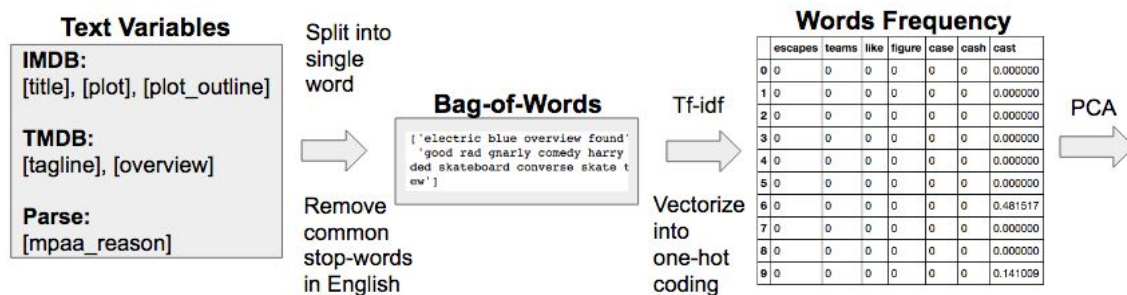 Text Variables
IMDB:
[title], [plot], [plot_outline]
TMDB:
[tagline], [overview]
Parse:
[mpaa_reason]
Split into
single
word
Remove
common
stop-words
in English
Bag-of-Words
['electric blue overview found'
'good rad gnarly comedy harry
ded skateboard converse skate t
ew']
Tf-idf
Vectorize
into
one-hot
coding
Words Frequency
escapes teams like figure case cash cast
0 0 0 0 0 0 0 0.000000
1 0 0 0 0 0 0 0.000000
2 0 0 0 0 0 0 0.000000
3 0 0 0 0 0 0 0.000000
4 0 0 0 0 0 0 0.000000
5 0 0 0 0 0 0 0.000000
6 0 0 0 0 0 0 0.481517
7 0 0 0 0 0 0 0.000000
8 0 0 0 0 0 0 0.000000
9 0 0 0 0 0 0 0.141009
PCA